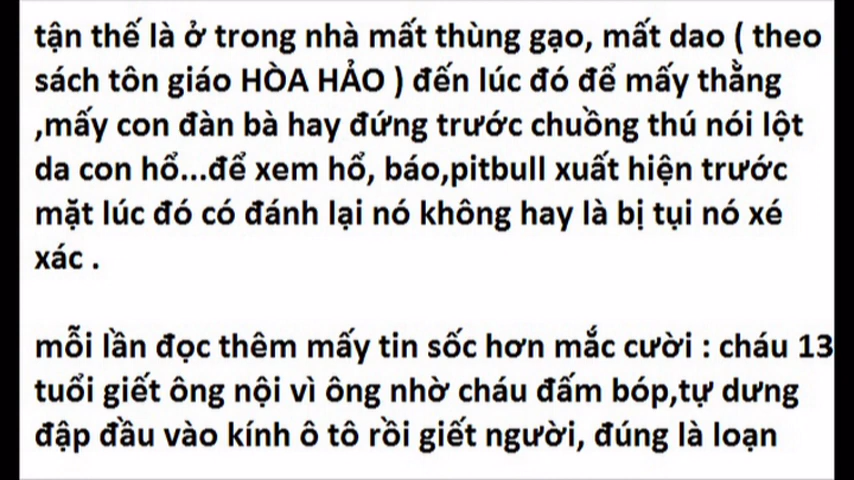 tận thế là ở trong nhà mất thùng gạo, mất dao ( theo
sách tôn giáo HÒA HẢO ) đến lúc đó để mấy thằng
,mấy con đàn bà hay đứng trước chuồng thú nói lột
da con hổ...để xem hổ, báo,pitbull xuất hiện trước
mặt lúc đó có đánh lại nó không hay là bị tụi nó xé
xác .
mỗi lần đọc thêm mấy tin sốc hơn mắc cười : cháu 13
tuổi giết ông nội vì ông nhờ cháu đấm bóp,tự dưng
đập đầu vào kính ô tô rồi giết người, đúng là loạn